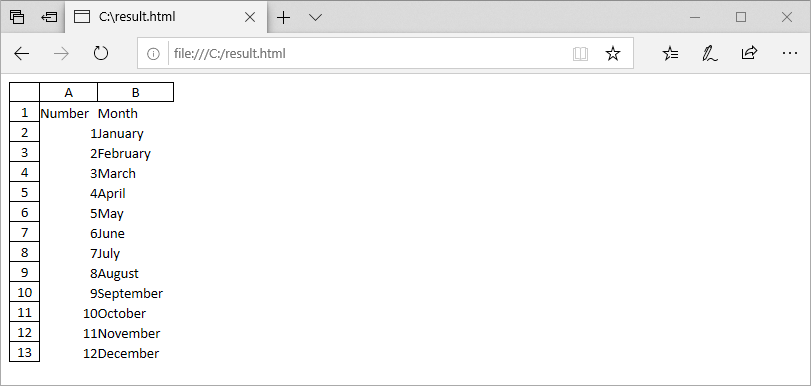 C:\result.html
file:///C:/result.html
A B
1 Number Month
2 1 January
3 2 February
4 3 March
5 4 April
6 5 May
7 6 June
8 7 July
9 8 August
10 9 September
11 10 October
12 11 November
13 12 December